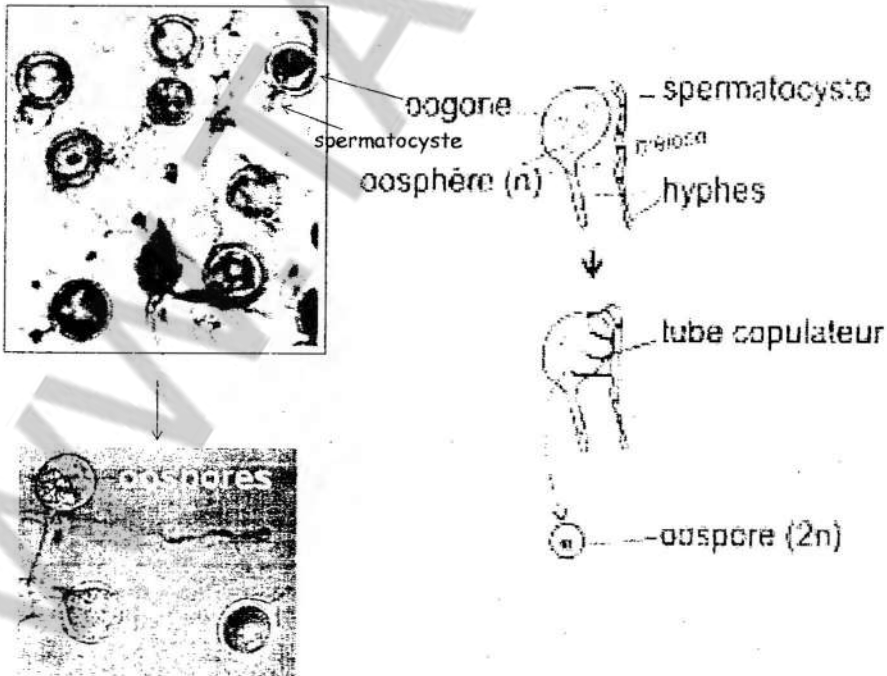 oogone
spermatocyste
oosphère (n)
spermatocyste
hyphes
tube copulateur
oospores
oospore (2n)